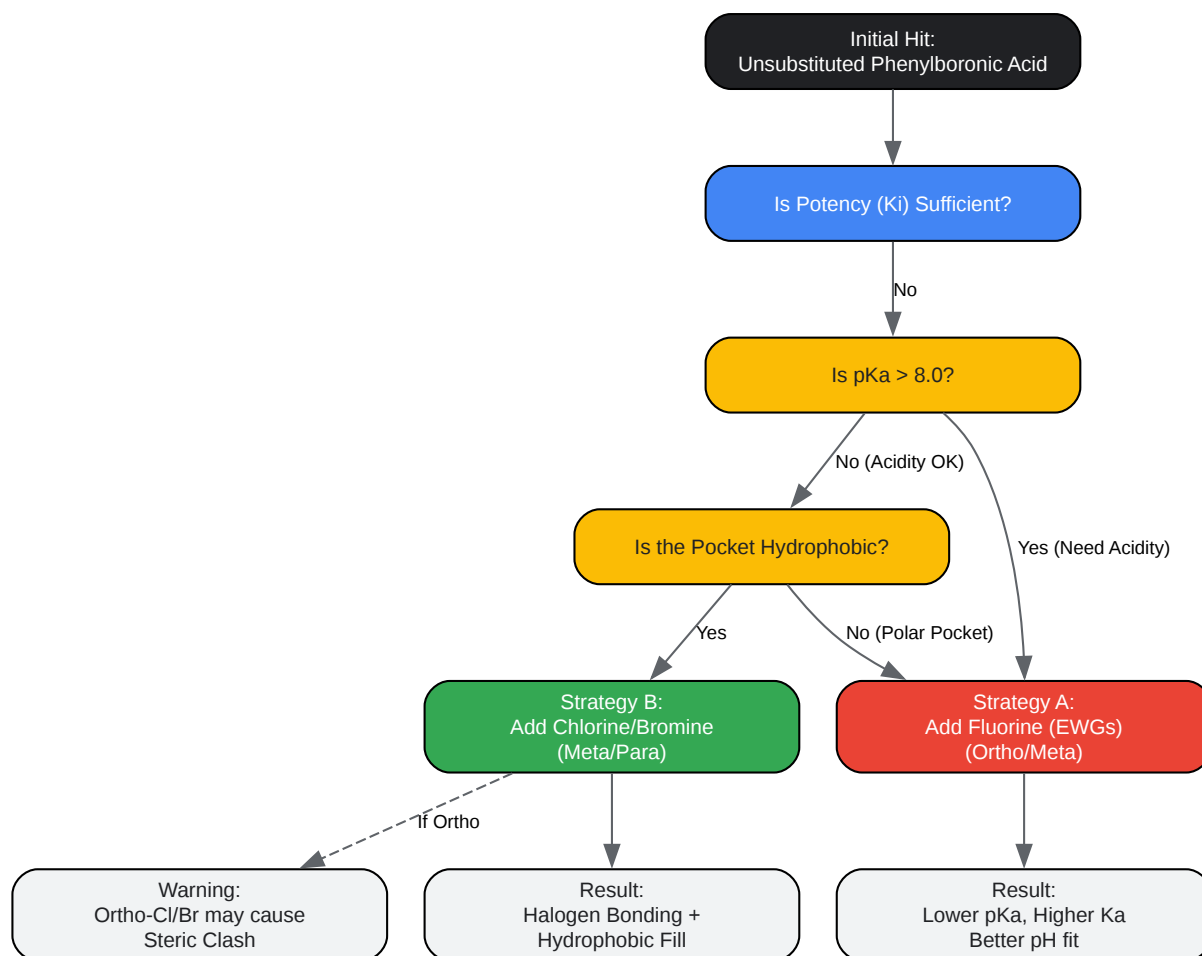 Initial Hit:
Unsubstituted Phenylboronic Acid
Is Potency (Ki) Sufficient?
No
Is pKa > 8.0?
No (Acidity OK)
Is the Pocket Hydrophobic?
Yes (Need Acidity)
Yes
No (Polar Pocket)
Strategy B:
Add Chlorine/Bromine
(Meta/Para)
Strategy A:
Add Fluorine (EWGs)
(Ortho/Meta)
If Ortho
Warning:
Ortho-Cl/Br may cause
Steric Clash
Result:
Halogen Bonding +
Hydrophobic Fill
Result:
Lower pKa, Higher Ka
Better pH fit